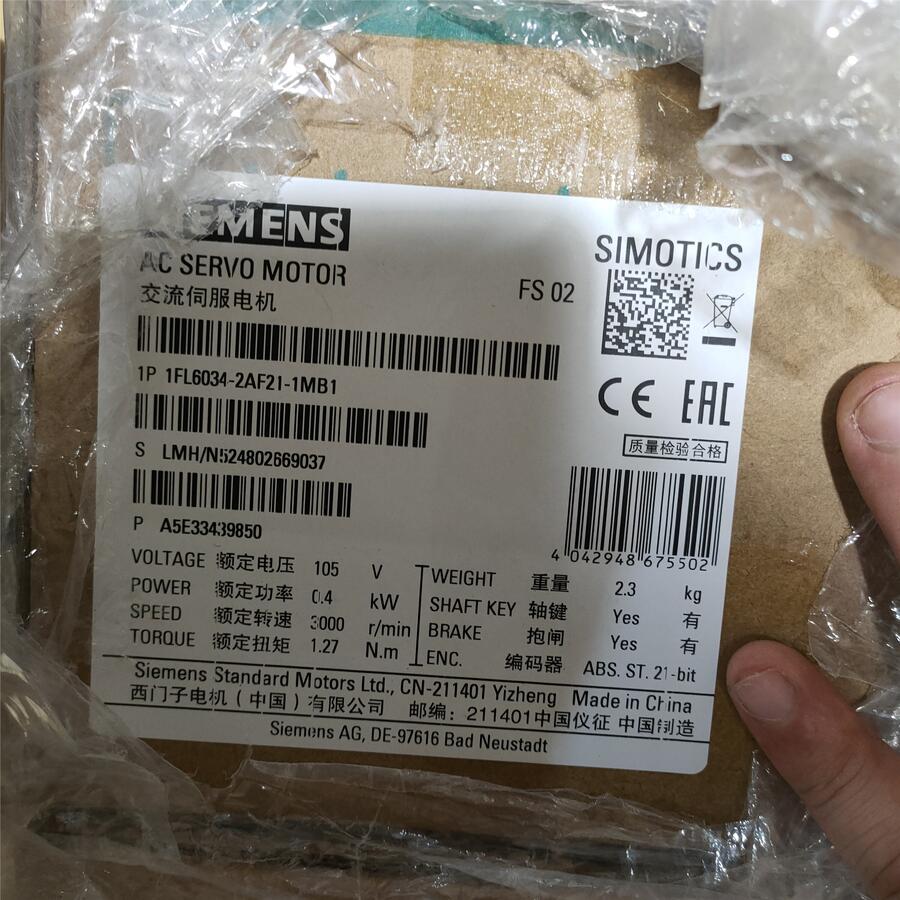 SIEMENS
SIMOTICS
AC SERVO MOTOR
交流伺服电机
FS 02
1P 1FL6034-2AF21-1MB1
CE EAC
S LMH/N524802669037
质量检验合格
P A5E33439850
4 042948 675502
VOLTAGE 额定电压 105 V
POWER 额定功率 0.4 kW
SPEED 额定转速 3000 r/min
TORQUE 额定扭矩 1.27 N.m
WEIGHT 重量 2.3 kg
SHAFT KEY 轴键 Yes 有
BRAKE 抱闸 Yes 有
ENC. 编码器 ABS. ST. 21-bit
Siemens Standard Motors Ltd., CN-211401 Yizheng Made in China
西门子电机（中国）有限公司 邮编：211401中国仪征 中国制造
Siemens AG, DE-97616 Bad Neustadt